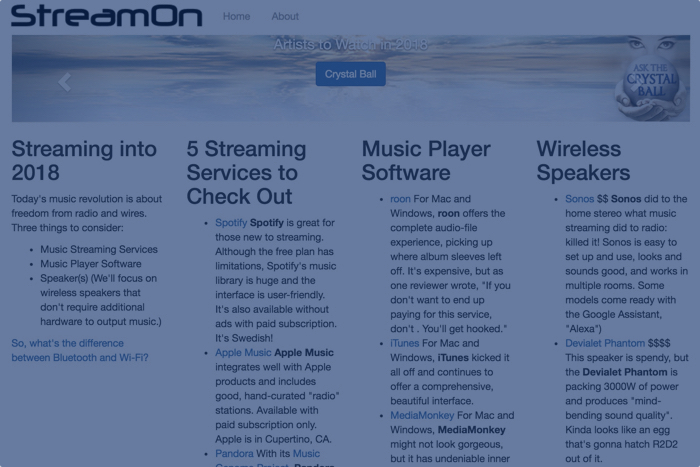 StreamOn
Home About
Artists to Watch in 2018
Crystal Ball
ASK THE
CRYSTAL
BALL
Streaming into
2018
Today's music revolution is about
freedom from radio and wires.
Three things to consider:
Music Streaming Services
Music Player Software
Speaker(s) (We'll focus on
wireless speakers that
don't require additional
hardware to output music.)
So, what's the difference
between Bluetooth and Wi-Fi?
5 Streaming
Services to
Check Out
Spotify Spotify is great for
those new to streaming.
Although the free plan has
limitations, Spotify's music
library is huge and the
interface is user-friendly.
It's also available without
ads with paid subscription.
It's Swedish!
Apple Music Apple Music
integrates well with Apple
products and includes
good, hand-curated "radio"
stations. Available with
paid subscription only.
Apple is in Cupertino, CA.
Pandora With its Music
Genome Project, Pandora
Music Player
Software
roon For Mac and
Windows, roon offers the
complete audio-file
experience, picking up
where album sleeves left
off. It's expensive, but as
one reviewer wrote, "If you
don't want to end up
paying for this service,
don't . You'll get hooked."
iTunes For Mac and
Windows, iTunes kicked it
all off and continues to
offer a comprehensive,
beautiful interface.
MediaMonkey For Mac and
Windows, MediaMonkey
might not look gorgeous,
but it has undeniable inner
Wireless
Speakers
Sonos $$ Sonos did to the
home stereo what music
streaming did to radio:
killed it! Sonos is easy to
set up and use, looks and
sounds good, and works in
multiple rooms. Some
models come ready with
the Google Assistant,
"Alexa")
Devialet Phantom $$$$
This speaker is spendy, but
the Devialet Phantom is
packing 3000W of power
and produces "mind-
bending sound quality".
Kinda looks like an egg
that's gonna hatch R2D2
out of it.